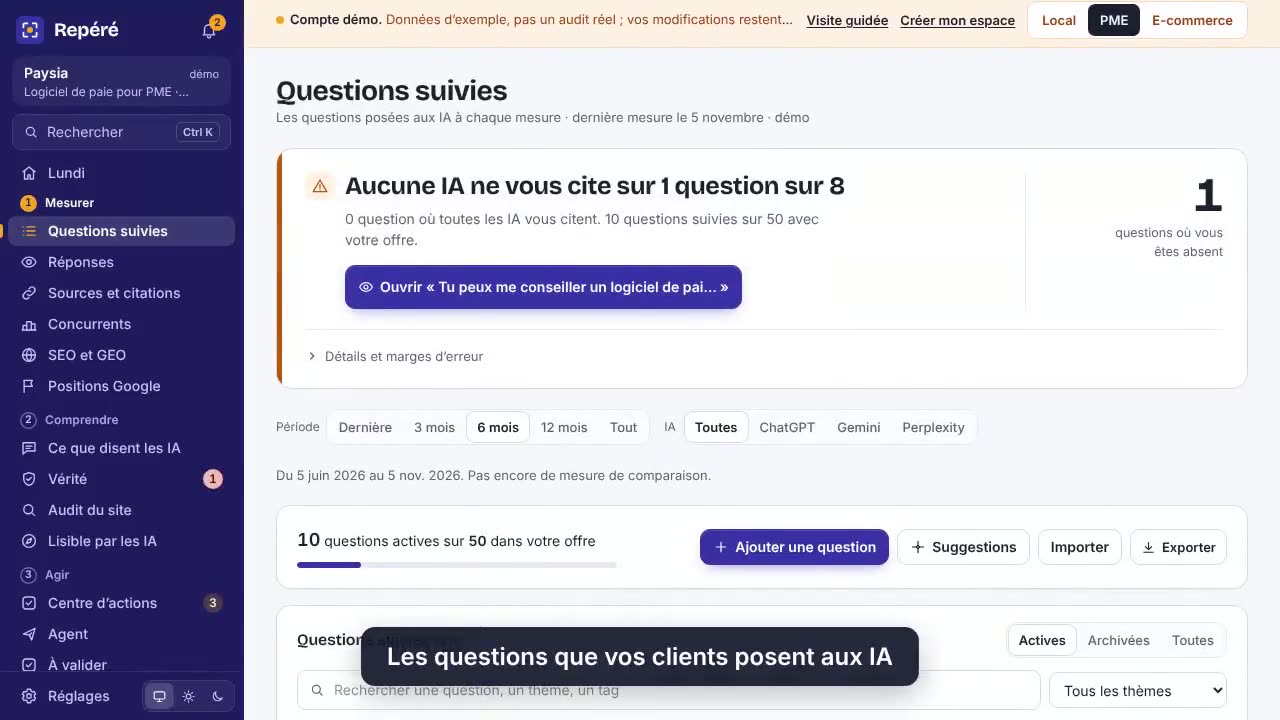 Repéré
2
Paysia
démo
Logiciel de paie pour PME ·...
Rechercher
Ctrl K
Lundi
1 Mesurer
Questions suivies
Réponses
Sources et citations
Concurrents
SEO et GEO
Positions Google
2 Comprendre
Ce que disent les IA
Vérité
1
Audit du site
Lisible par les IA
3 Agir
Centre d'actions
3
Agent
À valider
Réglages
Compte démo. Données d'exemple, pas un audit réel ; vos modifications restent...
Visite guidée
Créer mon espace
Local
PME
E-commerce
Questions suivies
Les questions posées aux IA à chaque mesure · dernière mesure le 5 novembre · démo
Aucune IA ne vous cite sur 1 question sur 8
0 question où toutes les IA vous citent. 10 questions suivies sur 50 avec
votre offre.
Ouvrir « Tu peux me conseiller un logiciel de pai... »
1
questions où vous
êtes absent
Détails et marges d'erreur
Période
Dernière
3 mois
6 mois
12 mois
Tout
IA
Toutes
ChatGPT
Gemini
Perplexity
Du 5 juin 2026 au 5 nov. 2026. Pas encore de mesure de comparaison.
10 questions actives sur 50 dans votre offre
Ajouter une question
Suggestions
Importer
Exporter
Actives
Archivées
Toutes
Les questions que vos clients posent aux IA
Rechercher une question, un thème, un tag
Tous les thèmes